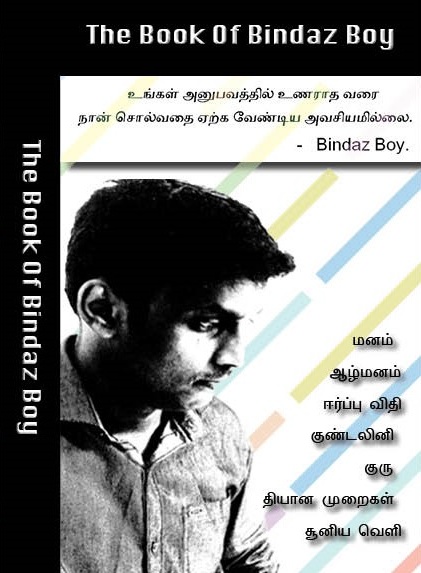 The Book Of Bindaz Boy
உங்கள் அனுபவத்தில் உணராத வரை
நான் சொல்வதை ஏற்க வேண்டிய அவசியமில்லை.
- Bindaz Boy.
The Book Of Bindaz Boy
மனம்
ஆழ்மனம்
ஈர்ப்பு விதி
குண்டலினி
குரு
தியான முறைகள்
சூனிய வெளி